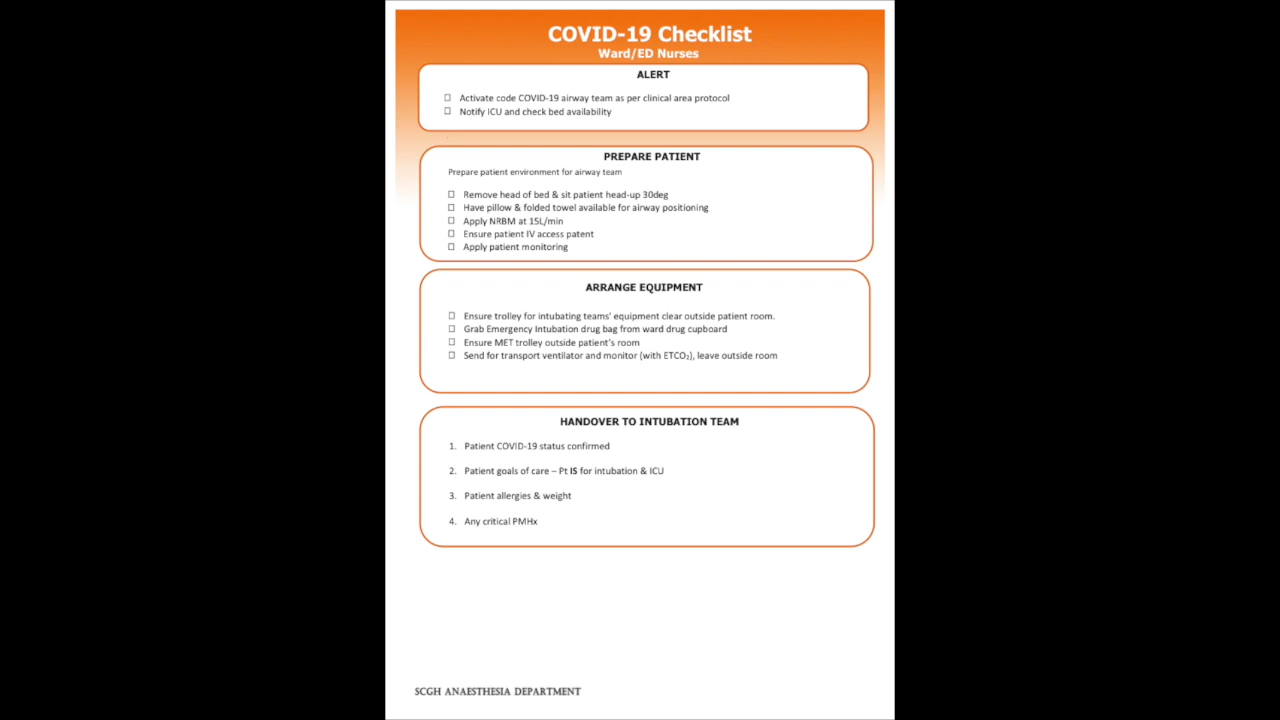 COVID-19 Checklist
Ward/ED Nurses
ALERT
☐ Activate code COVID-19 airway team as per clinical area protocol
☐ Notify ICU and check bed availability
PREPARE PATIENT
Prepare patient environment for airway team
☐ Remove head of bed & sit patient head-up 30deg
☐ Have pillow & folded towel available for airway positioning
☐ Apply NRBM at 15L/min
☐ Ensure patient IV access patent
☐ Apply patient monitoring
ARRANGE EQUIPMENT
☐ Ensure trolley for intubating teams' equipment clear outside patient room.
☐ Grab Emergency Intubation drug bag from ward drug cupboard
☐ Ensure MET trolley outside patient's room
☐ Send for transport ventilator and monitor (with ETCO₂), leave outside room
HANDOVER TO INTUBATION TEAM
1. Patient COVID-19 status confirmed
2. Patient goals of care – Pt IS for intubation & ICU
3. Patient allergies & weight
4. Any critical PMHx
SCGH ANAESTHESIA DEPARTMENT